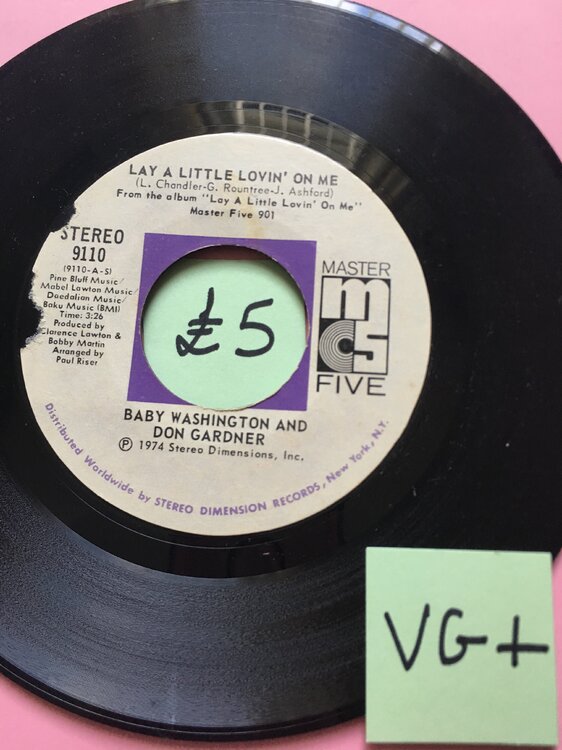 LAY A LITTLE LOVIN' ON ME
(L. Chandler-G. Rountree-J. Ashford)
From the album "Lay A Little Lovin' On Me"
Master Five 901
STEREO
9110
(9110-A-S)
Pine Bluff Music/
Mabel Lawton Music/
Daedalian Music/
Baku Music (BMI)
Time: 3:26
Produced by
Clarence Lawton &
Bobby Martin
Arranged by
Paul Riser
MASTER
m5
FIVE
£5
BABY WASHINGTON AND
DON GARDNER
Ⓟ 1974 Stereo Dimensions, Inc.
Distributed Worldwide by STEREO DIMENSION RECORDS, New York, N.Y.
VG+